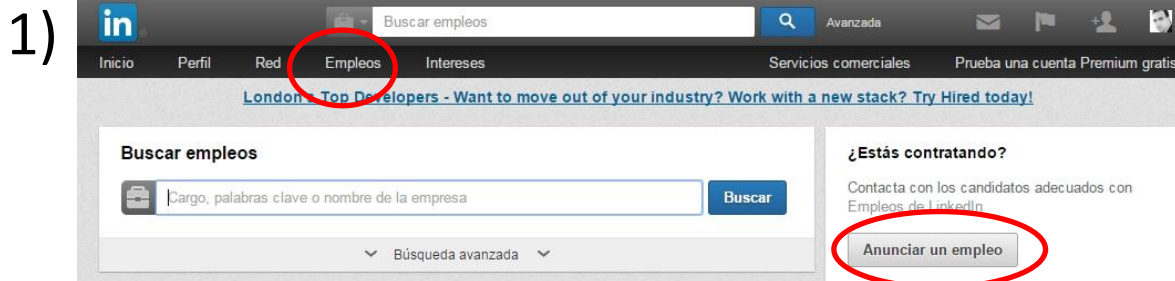 1)
in
Buscar empleos
Avanzada
Inicio Perfil Red Empleos Intereses Servicios comerciales Prueba una cuenta Premium gratis
London's Top Developers - Want to move out of your industry? Work with a new stack? Try Hired today!
Buscar empleos
Cargo, palabras clave o nombre de la empresa
Buscar
Búsqueda avanzada
¿Estás contratando?
Contacta con los candidatos adecuados con
Empleos de LinkedIn
Anunciar un empleo